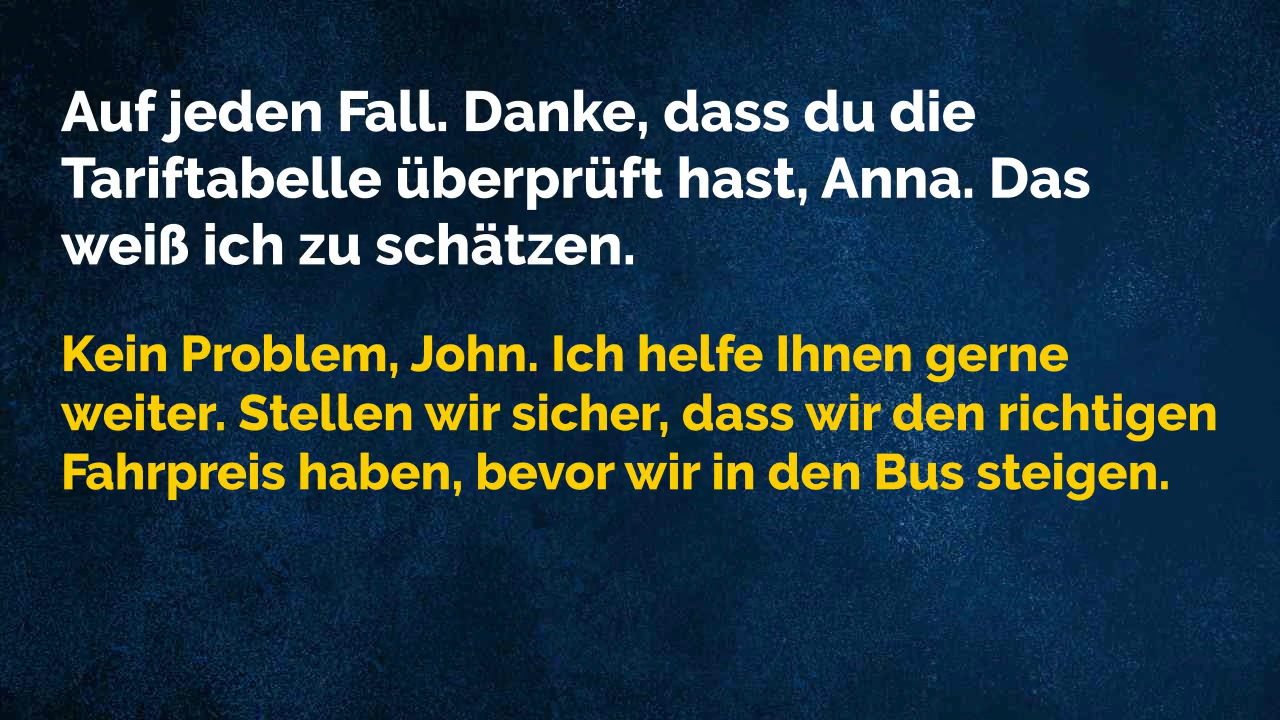 Auf jeden Fall. Danke, dass du die
Tariftabelle überprüft hast, Anna. Das
weiß ich zu schätzen.
Kein Problem, John. Ich helfe Ihnen gerne
weiter. Stellen wir sicher, dass wir den richtigen
Fahrpreis haben, bevor wir in den Bus steigen.